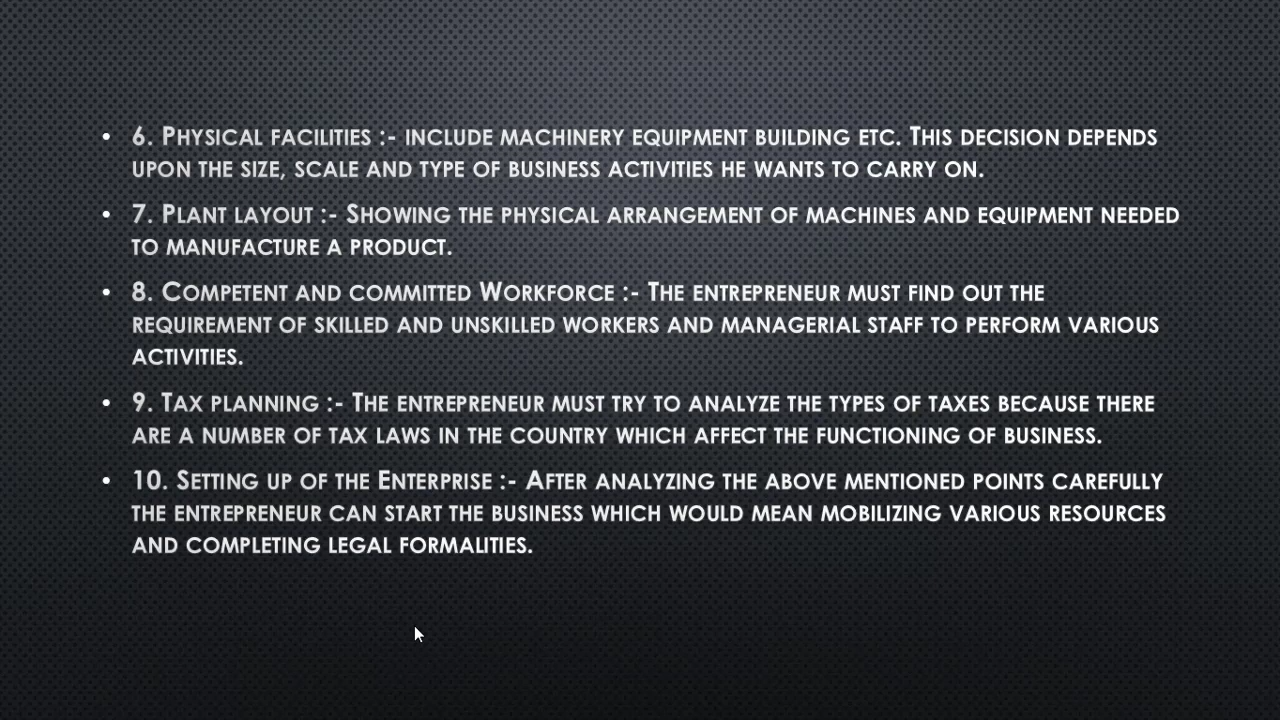 • 6. Physical facilities :- include machinery equipment building etc. This decision depends
upon the size, scale and type of business activities he wants to carry on.
• 7. Plant layout :- Showing the physical arrangement of machines and equipment needed
to manufacture a product.
• 8. Competent and committed Workforce :- The entrepreneur must find out the
requirement of skilled and unskilled workers and managerial staff to perform various
activities.
• 9. Tax planning :- The entrepreneur must try to analyze the types of taxes because there
are a number of tax laws in the country which affect the functioning of business.
• 10. Setting up of the Enterprise :- After analyzing the above mentioned points carefully
the entrepreneur can start the business which would mean mobilizing various resources
and completing legal formalities.